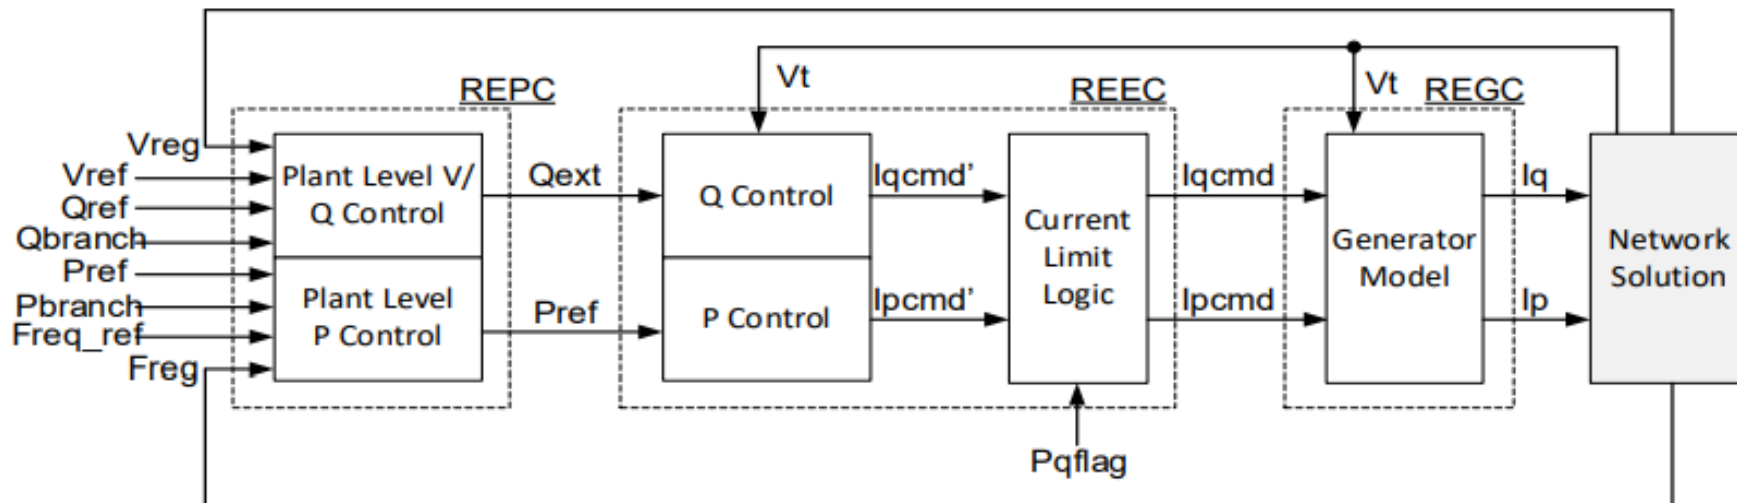 Vt
REPC
REEC
Vt
REGC
Vreg
Vref
Qref
Qbranch
Pref
Pbranch
Freq_ref
Freg
Plant Level V/
Q Control
Plant Level
P Control
Qext
Pref
Q Control
P Control
Iqcmd’
Ipcmd’
Current
Limit
Logic
Iqcmd
Ipcmd
Generator
Model
Iq
Ip
Network
Solution
Pqflag